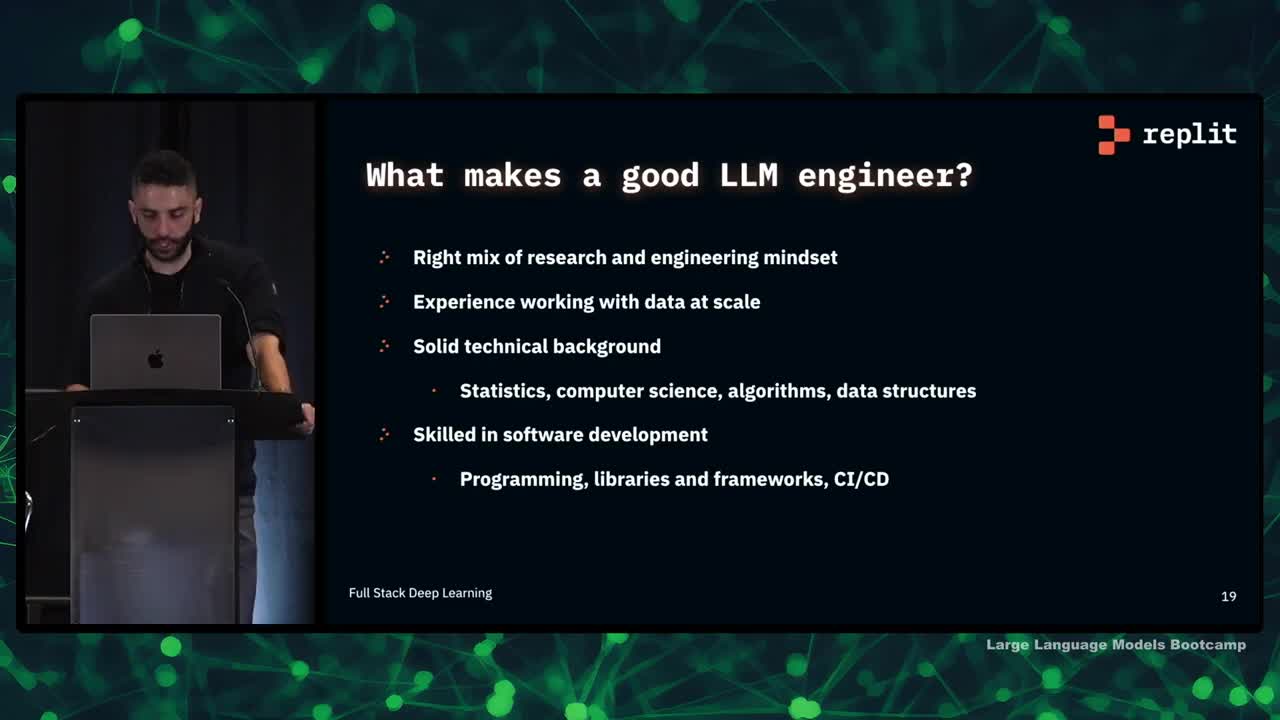 replit
What makes a good LLM engineer?
Right mix of research and engineering mindset
Experience working with data at scale
Solid technical background
Statistics, computer science, algorithms, data structures
Skilled in software development
Programming, libraries and frameworks, CI/CD
Full Stack Deep Learning
19
Large Language Models Bootcamp